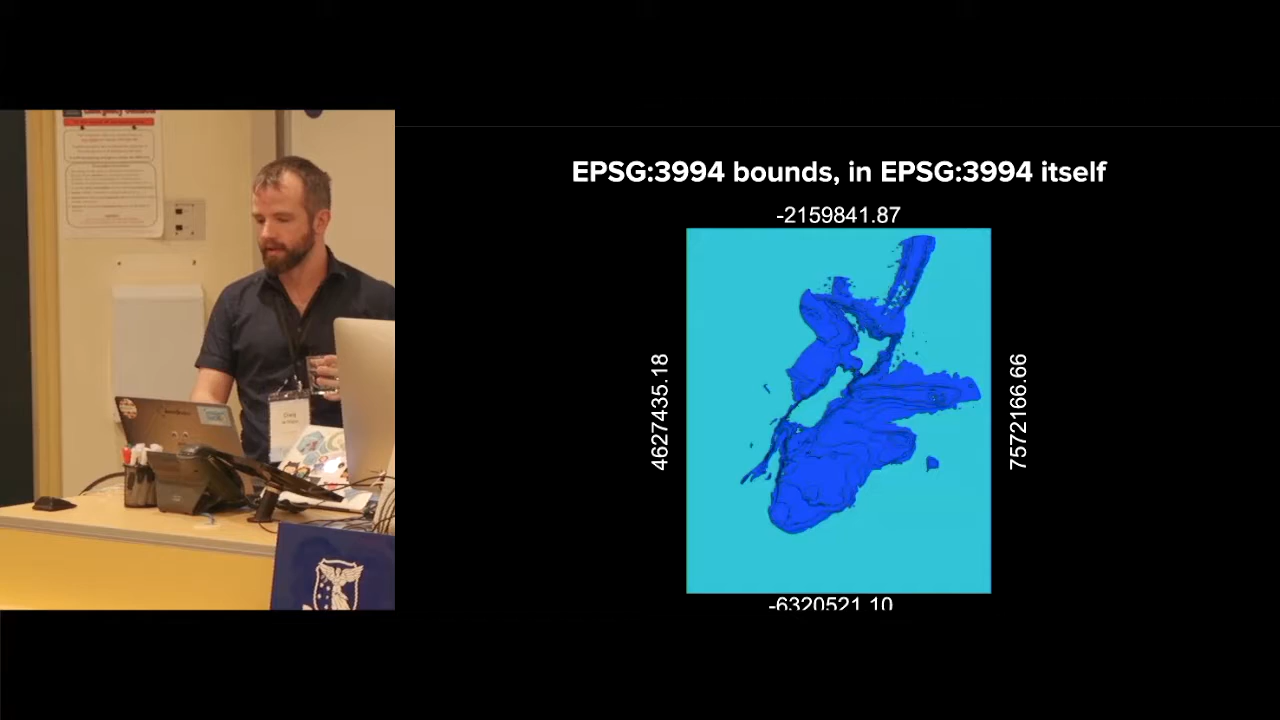 EPSG:3994 bounds, in EPSG:3994 itself
-2159841.87
4627435.18
7572166.66
-6320521.10